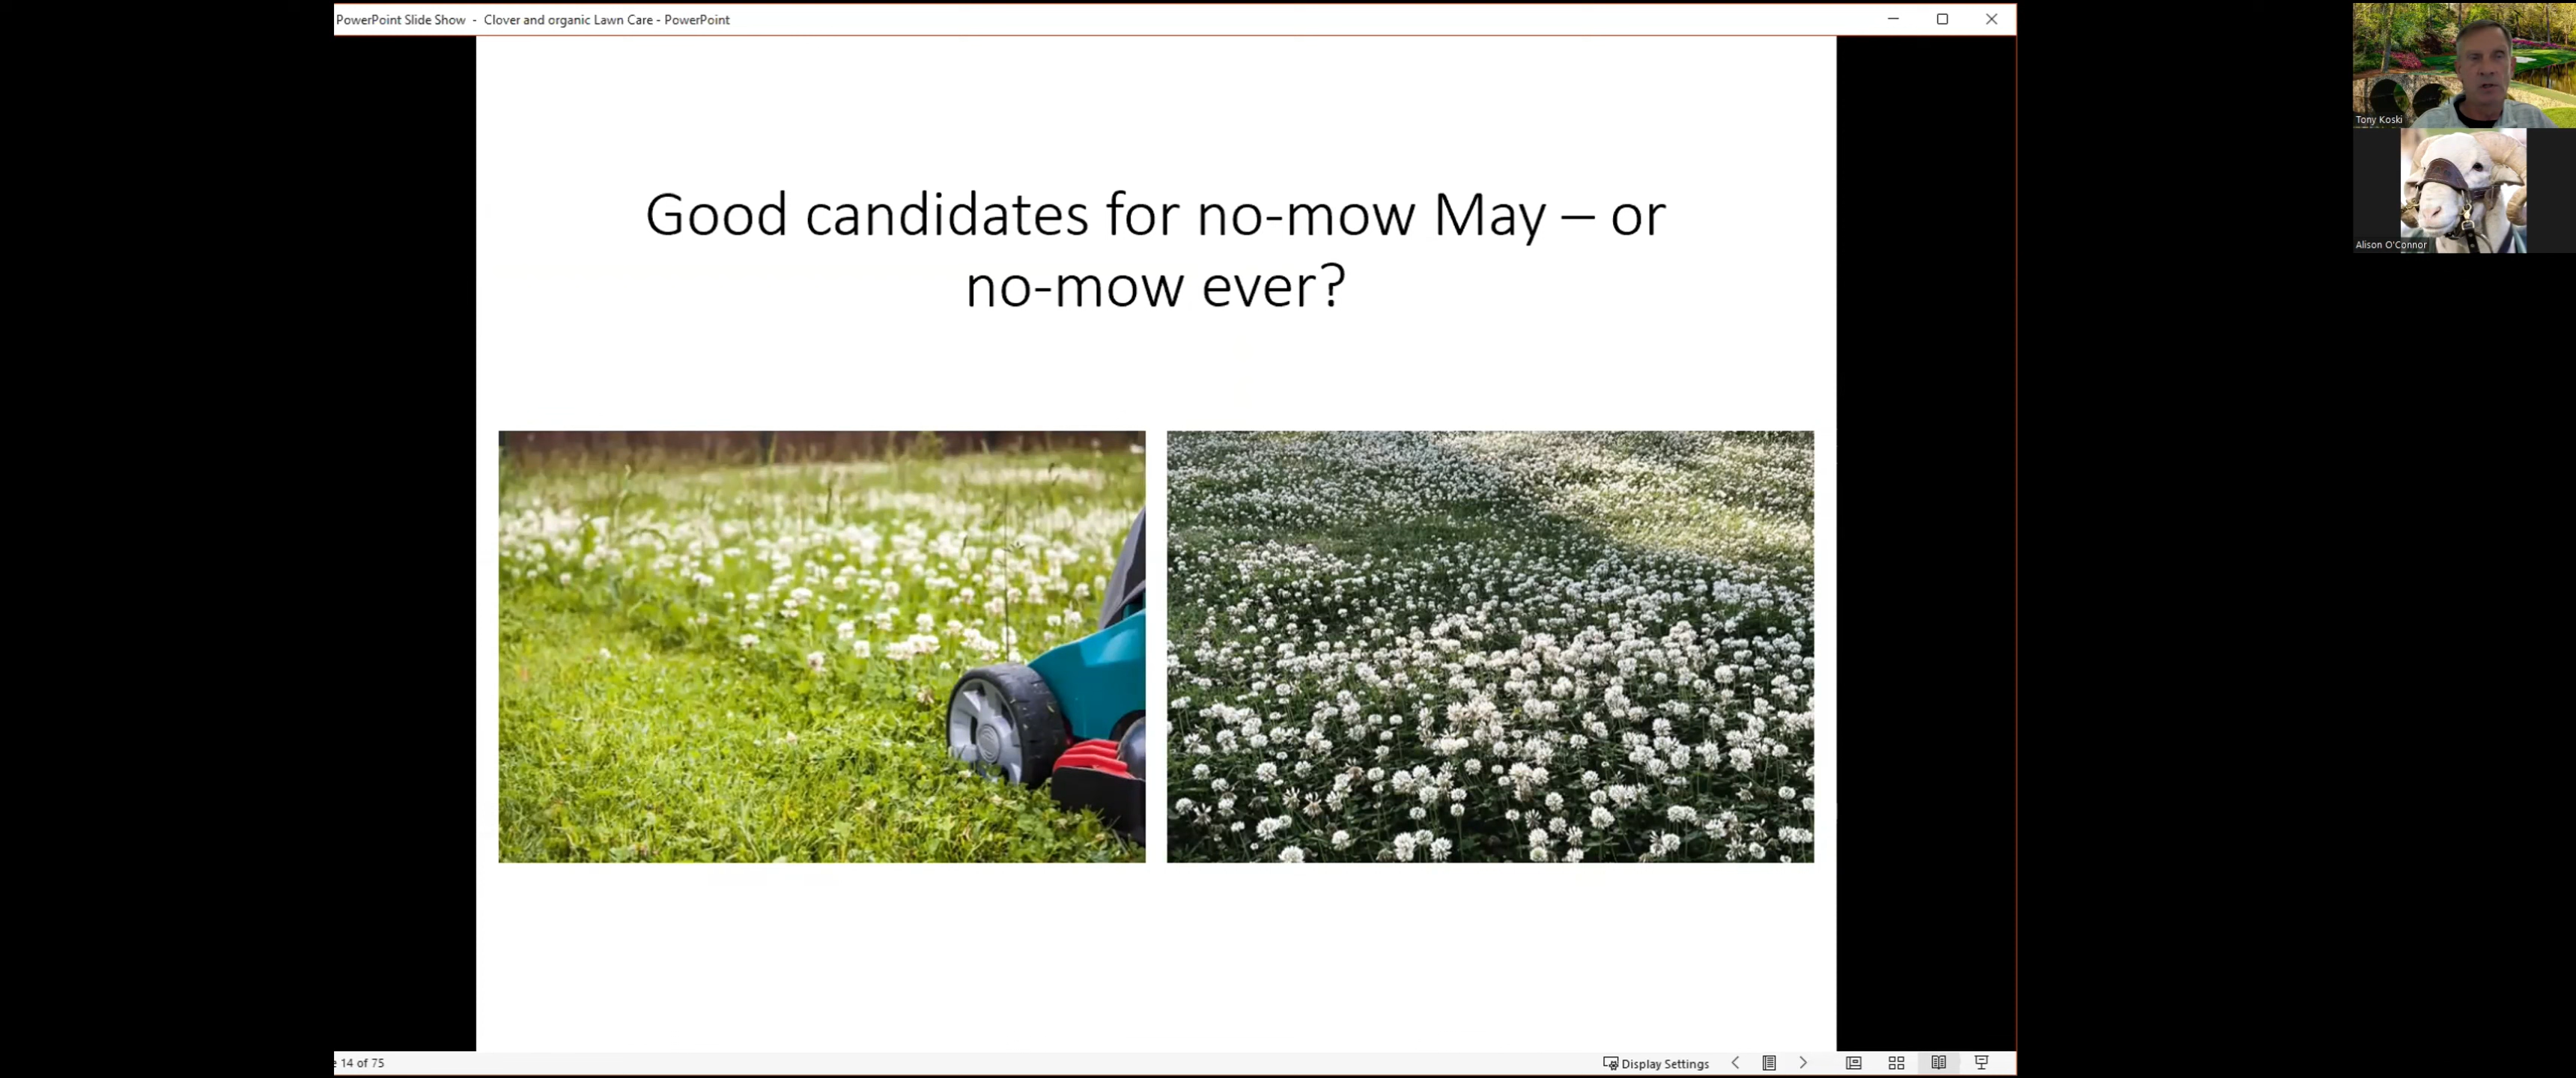 PowerPoint Slide Show - Clover and organic Lawn Care - PowerPoint
Tony Koski
Alison O'Connor
Good candidates for no-mow May – or
no-mow ever?
14 of 75
Display Settings